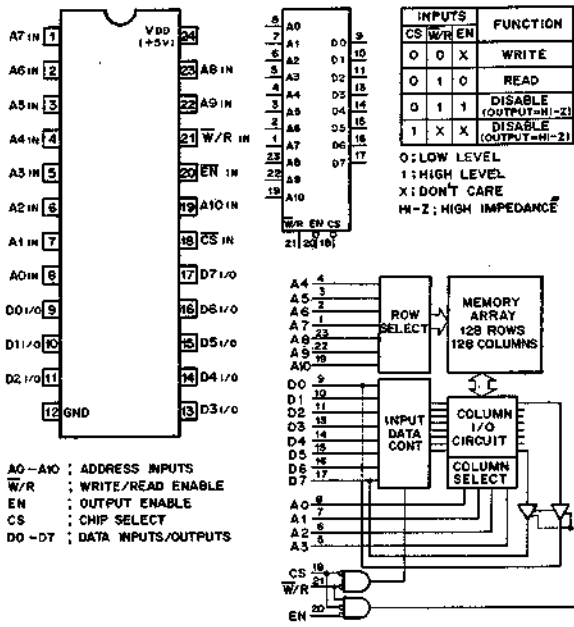 A7 IN 1
VDD (+5V) 24
A6 IN 2
23 A8 IN
A5 IN 3
22 A9 IN
A4 IN 4
21 W/R IN
A3 IN 5
20 EN IN
A2 IN 6
19 A10 IN
A1 IN 7
18 CS IN
A0 IN 8
17 D7 I/O
D0 I/O 9
16 D6 I/O
D1 I/O 10
15 D5 I/O
D2 I/O 11
14 D4 I/O
12 GND
13 D3 I/O
A0-A10 ; ADDRESS INPUTS
W/R ; WRITE/READ ENABLE
EN ; OUTPUT ENABLE
CS ; CHIP SELECT
D0-D7 ; DATA INPUTS/OUTPUTS
8 A0
7 A1
6 A2
5 A3
4 A4
3 A5
2 A6
1 A7
23 A8
22 A9
19 A10
D0 9
D1 10
D2 11
D3 13
D4 14
D5 15
D6 16
D7 17
W/R EN CS
21 20 18
INPUTS FUNCTION
CS W/R EN
0 0 X WRITE
0 1 0 READ
0 1 1 DISABLE (OUTPUT=HI-Z)
1 X X DISABLE (OUTPUT=HI-Z)
0; LOW LEVEL
1; HIGH LEVEL
X; DON'T CARE
HI-Z; HIGH IMPEDANCE
A4 4
A5 3
A6 2
A7 1
A8 23
A9 22
A10 19
ROW SELECT
MEMORY ARRAY
128 ROWS
128 COLUMNS
D0 9
D1 10
D2 11
D3 13
D4 14
D5 15
D6 16
D7 17
INPUT DATA CONT
COLUMN I/O CIRCUIT
COLUMN SELECT
A0 8
A1 7
A2 6
A3 5
CS 18
W/R 21
EN 20